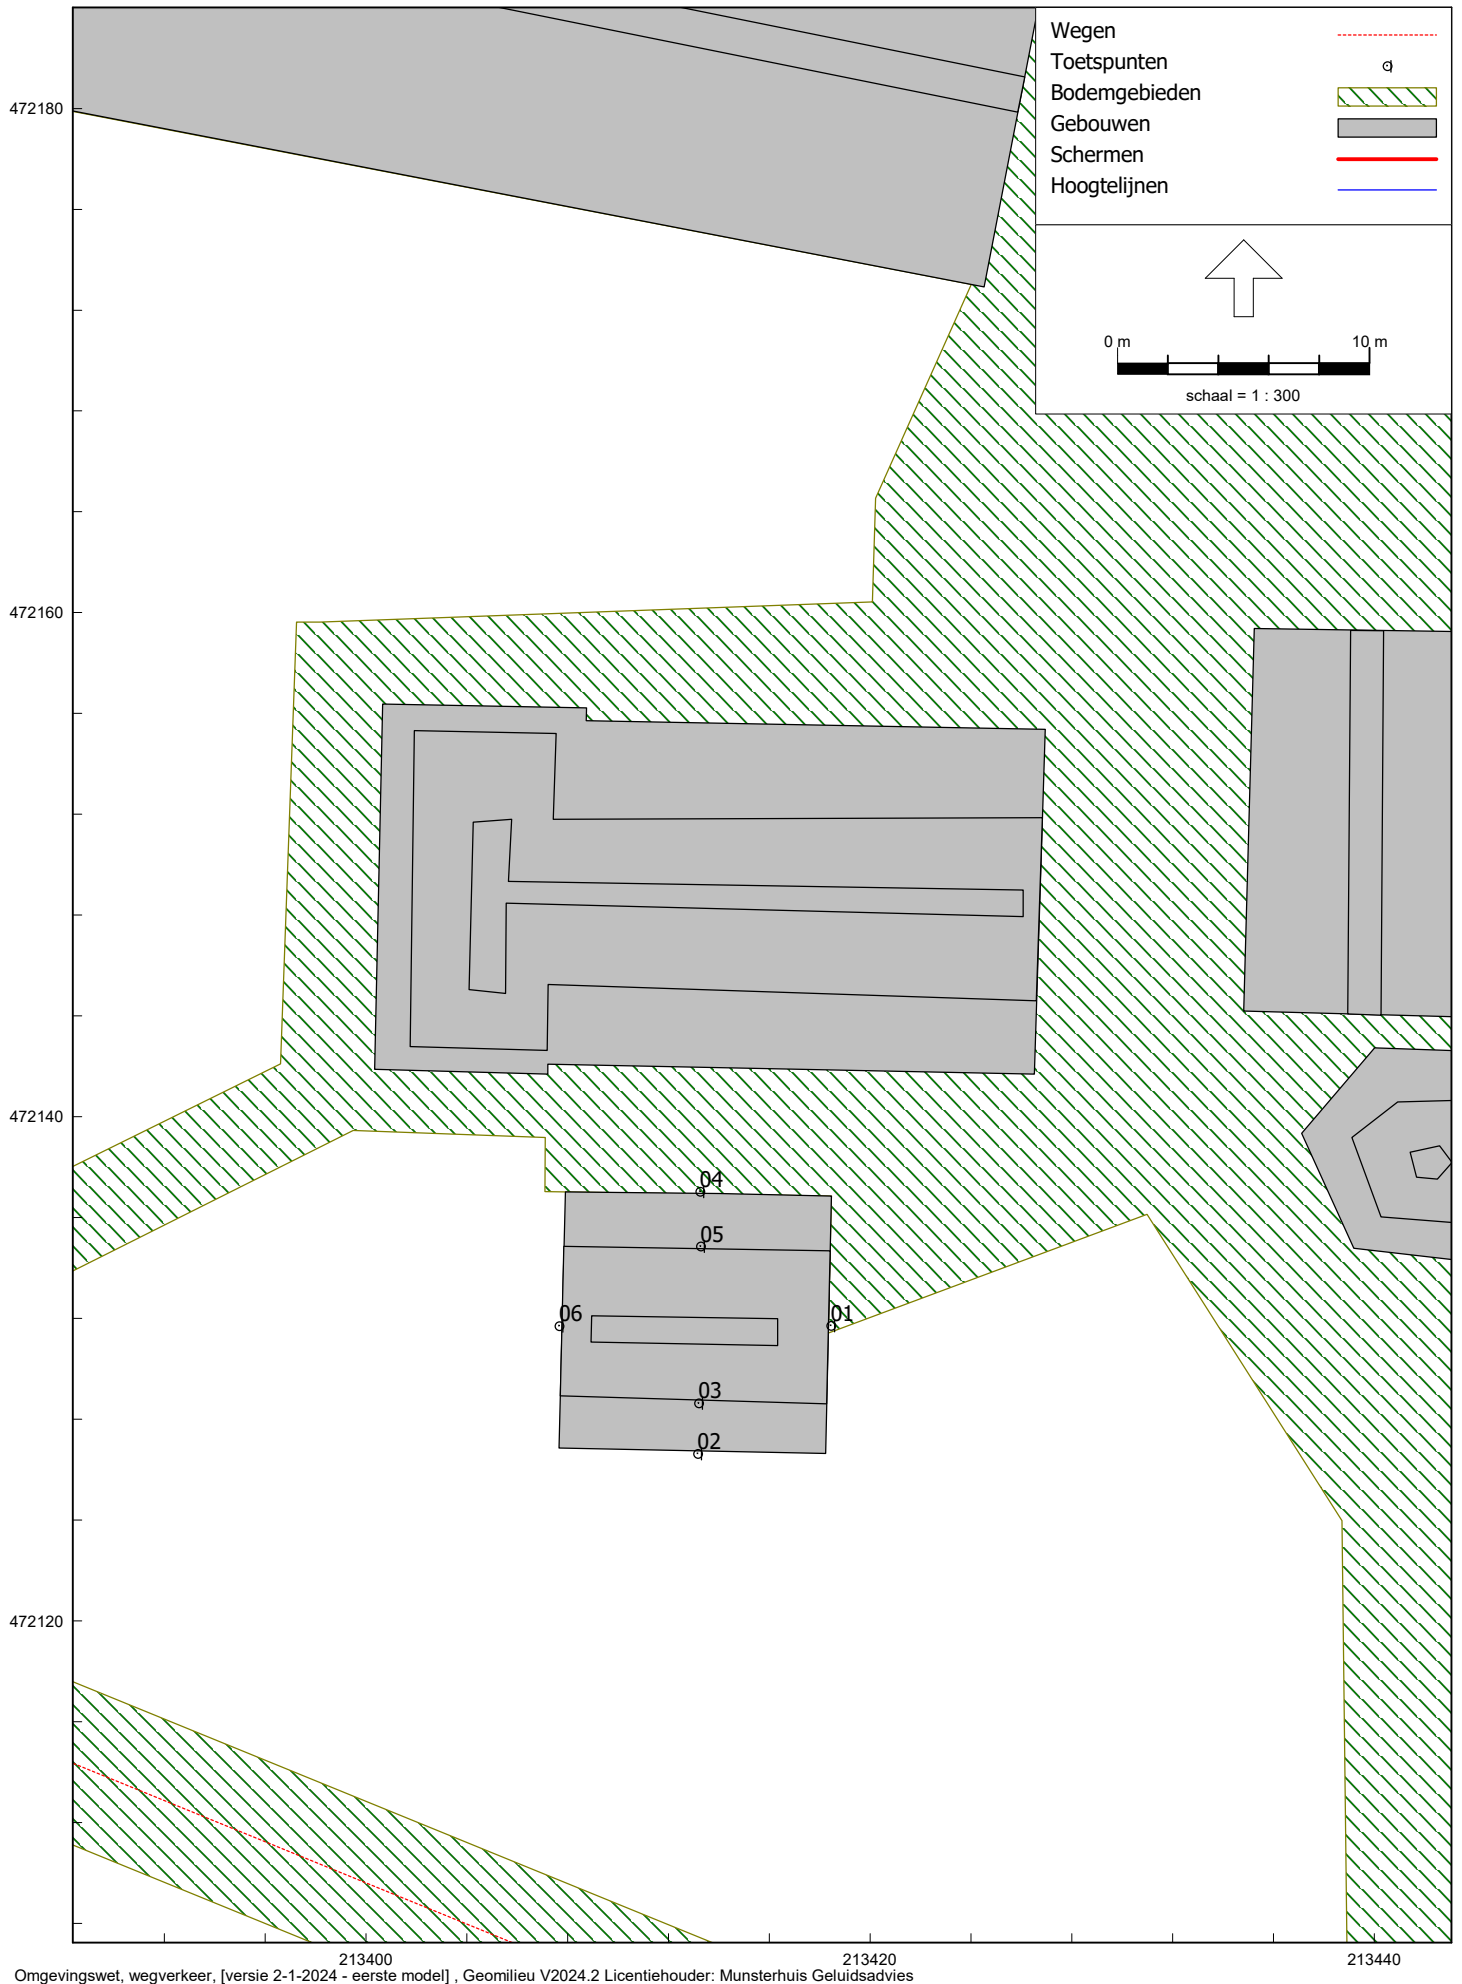 Wegen
Toetspunten
Bodemgebieden
Gebouwen
Schermen
Hoogtelijnen
0 m 10 m
schaal = 1 : 300
472180
472160
472140
472120
04
05
06
01
03
02
213400 213420 213440
Omgevingswet, wegverkeer, [versie 2-1-2024 - eerste model] , Geomilieu V2024.2 Licentiehouder: Munsterhuis Geluidsadvies